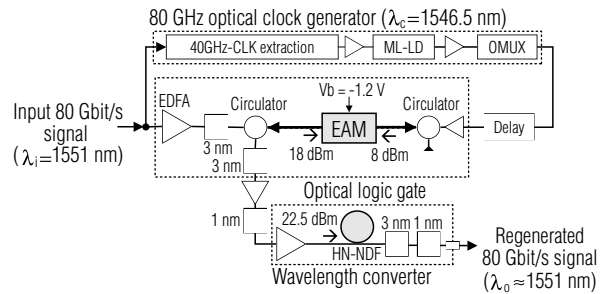 80 GHz optical clock generator (λc=1546.5 nm)
40GHz-CLK extraction
ML-LD
OMUX
Vb = -1.2 V
EDFA
Circulator
Circulator
Input 80 Gbit/s
signal
(λi=1551 nm)
EAM
Delay
3 nm
18 dBm
8 dBm
3 nm
Optical logic gate
1 nm
22.5 dBm
3 nm
1 nm
HN-NDF
Regenerated
80 Gbit/s signal
(λo≈1551 nm)
Wavelength converter